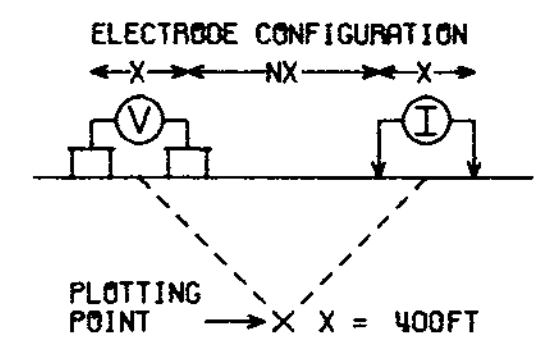 ELECTRODE CONFIGURATION
X NX X
V I
PLOTTING
POINT X X = 400FT